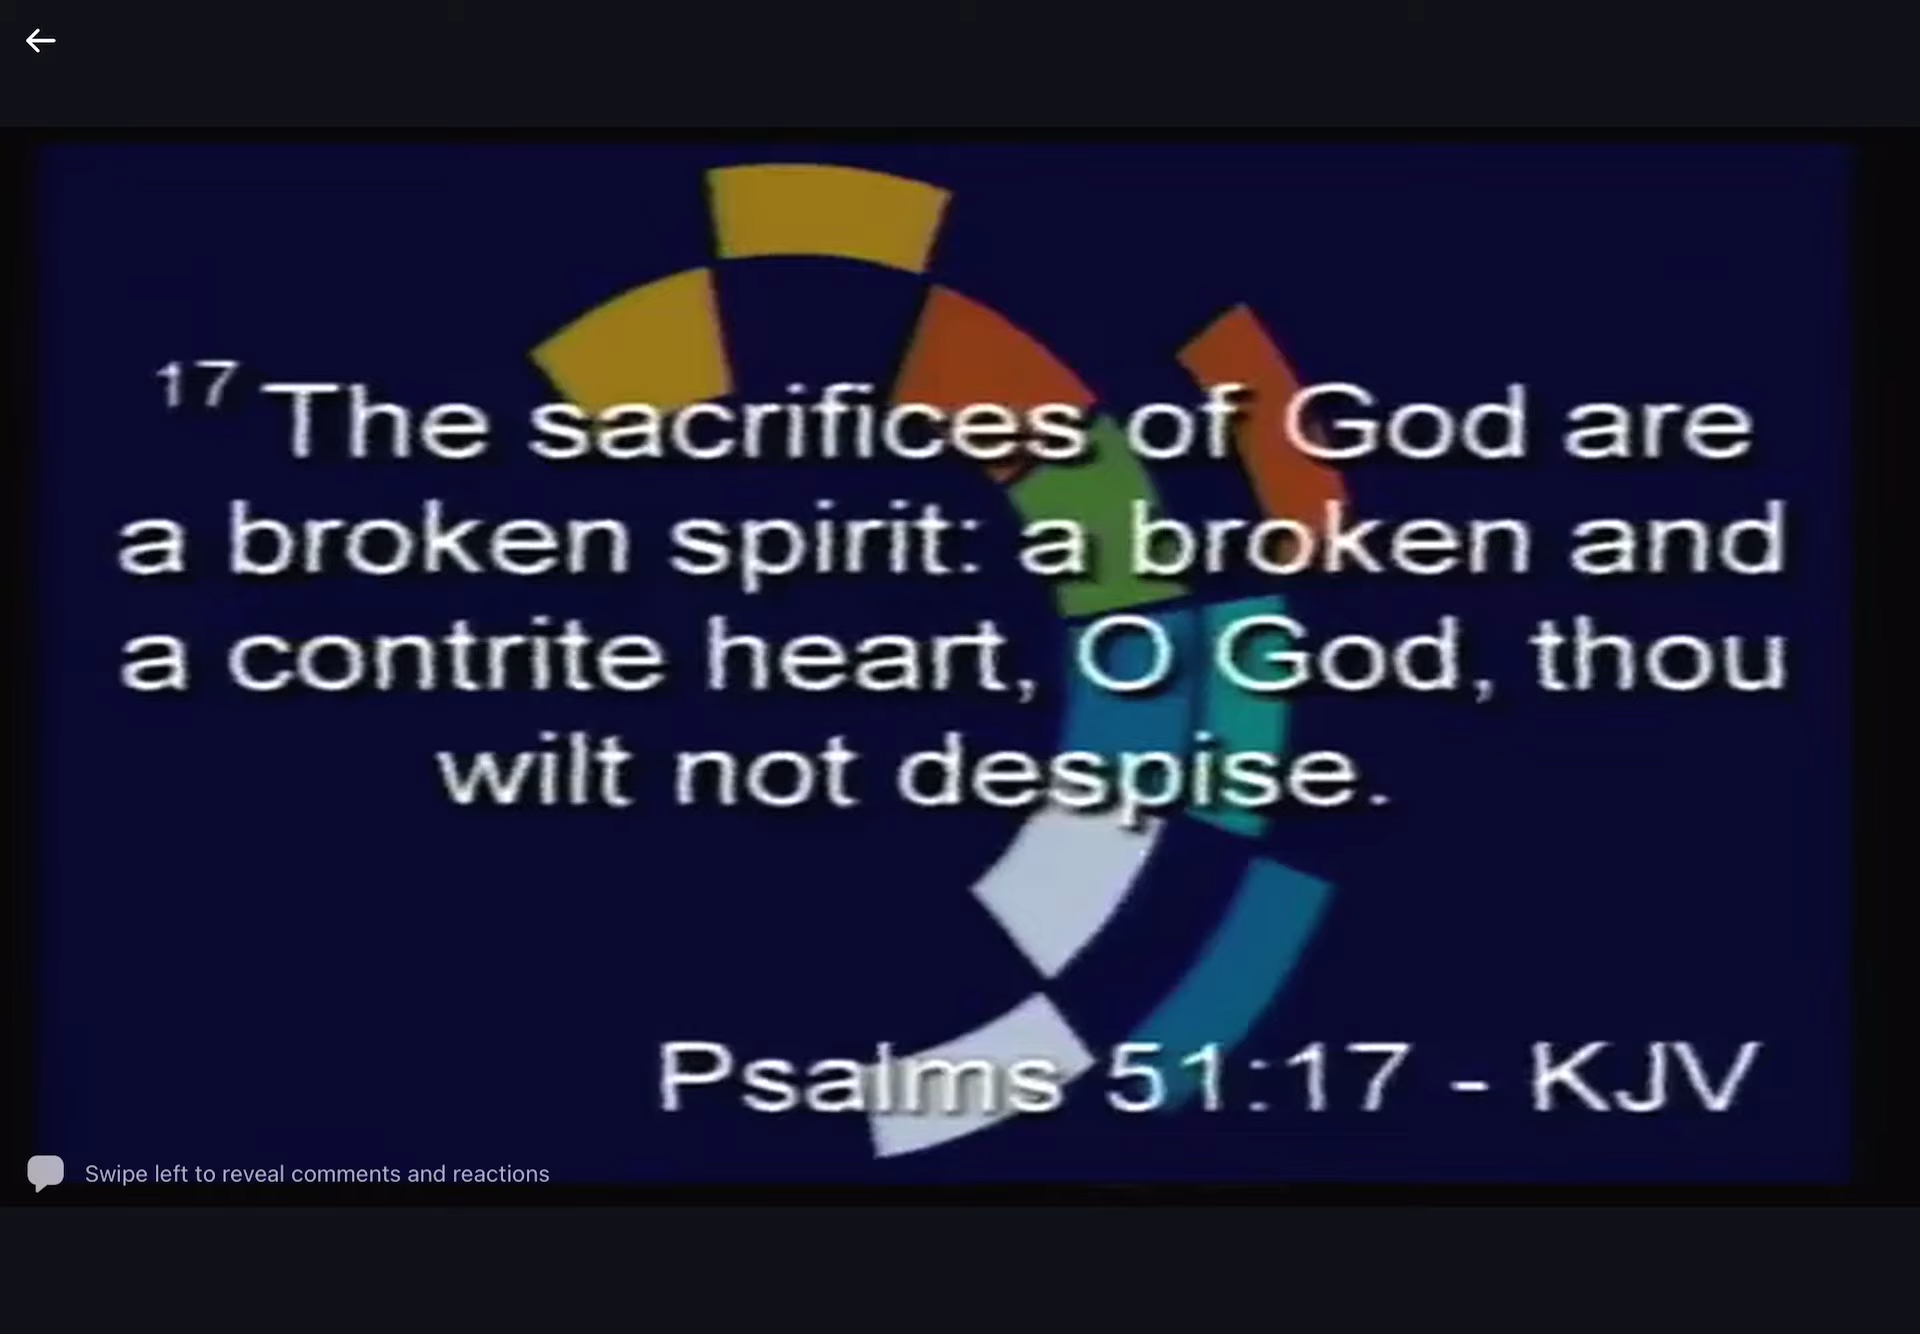 17 The sacrifices of God are
a broken spirit: a broken and
a contrite heart, O God, thou
wilt not despise.
Psalms 51:17 - KJV
Swipe left to reveal comments and reactions